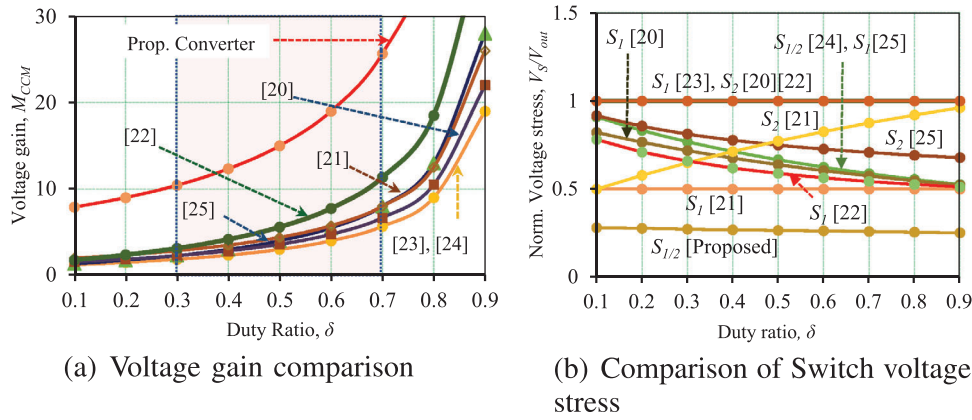 30
20
10
0
Voltage gain, M_CCM
Prop. Converter
[20]
[22]
[21]
[25]
[23], [24]
0.1 0.2 0.3 0.4 0.5 0.6 0.7 0.8 0.9
Duty Ratio, δ
(a) Voltage gain comparison
1.5
1
0.5
0
Norm. Voltage stress, V_S/V_out
S_1 [20]
S_1/2 [24], S_1[25]
S_1 [23], S_2 [20][22]
S_2 [21]
S_2 [25]
S_1 [21]
S_1 [22]
S_1/2 [Proposed]
0.1 0.2 0.3 0.4 0.5 0.6 0.7 0.8 0.9
Duty ratio, δ
(b) Comparison of Switch voltage
stress